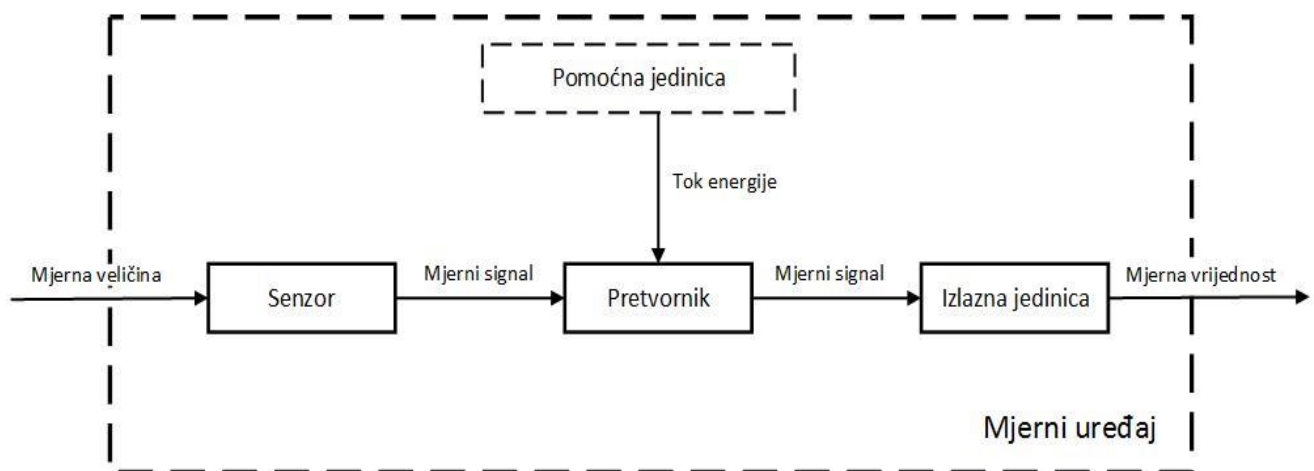 Pomoćna jedinica
Tok energije
Mjerna veličina
Senzor
Mjerni signal
Pretvornik
Mjerni signal
Izlazna jedinica
Mjerna vrijednost
Mjerni uređaj